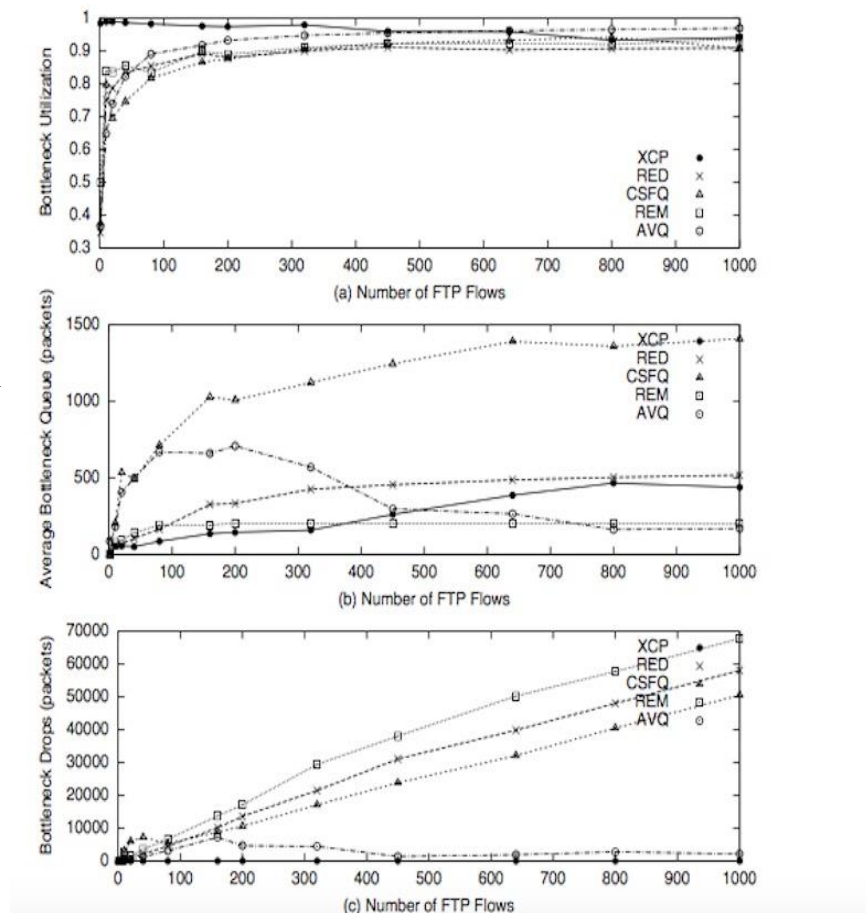 1
0.9
0.8
0.7
0.6
0.5
0.4
0.3
Bottleneck Utilization
XCP
RED
CSFQ
REM
AVQ
0 100 200 300 400 500 600 700 800 900 1000
(a) Number of FTP Flows
1500
1000
500
0
Average Bottleneck Queue (packets)
XCP
RED
CSFQ
REM
AVQ
0 100 200 300 400 500 600 700 800 900 1000
(b) Number of FTP Flows
70000
60000
50000
40000
30000
20000
10000
0
Bottleneck Drops (packets)
XCP
RED
CSFQ
REM
AVQ
0 100 200 300 400 500 600 700 800 900 1000
(c) Number of FTP Flows